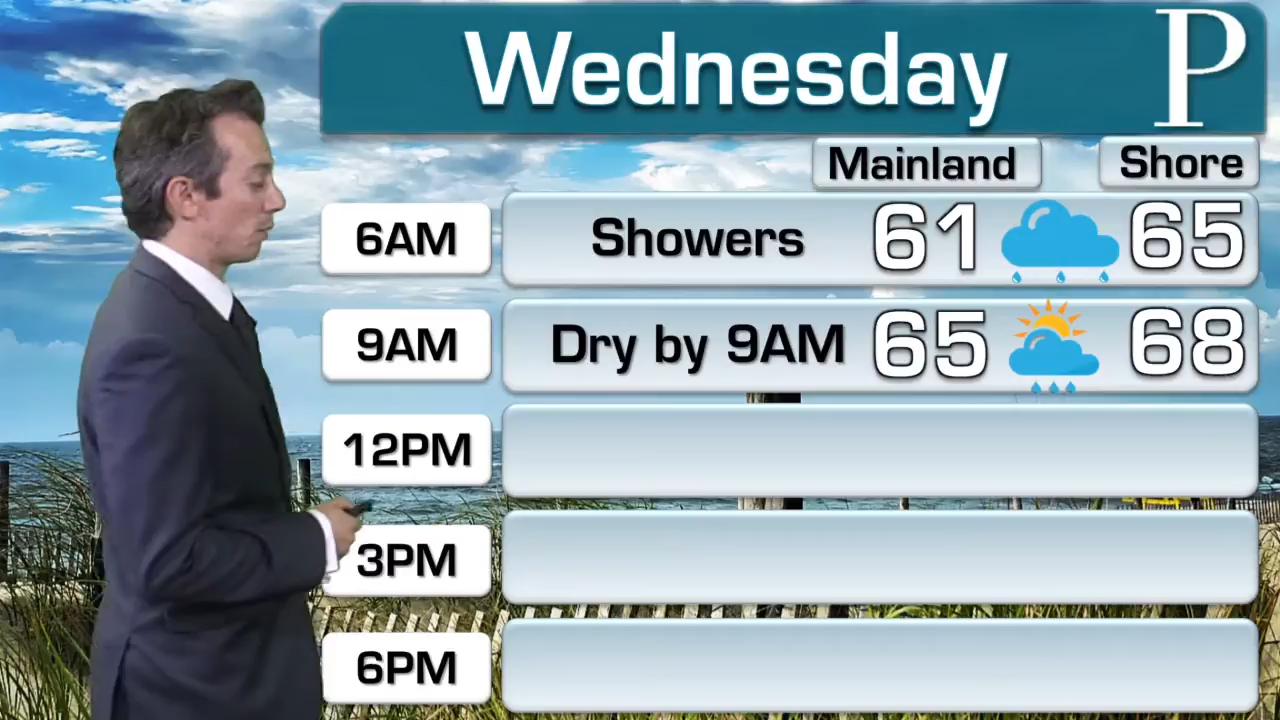 Wednesday P
Mainland Shore
6AM Showers 61 65
9AM Dry by 9AM 65 68
12PM
3PM
6PM